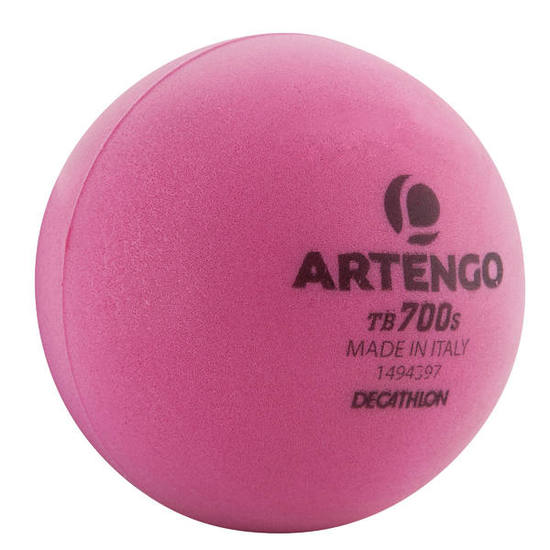 ARTENGO
TB700s
MADE IN ITALY
1494397
DECATHLON